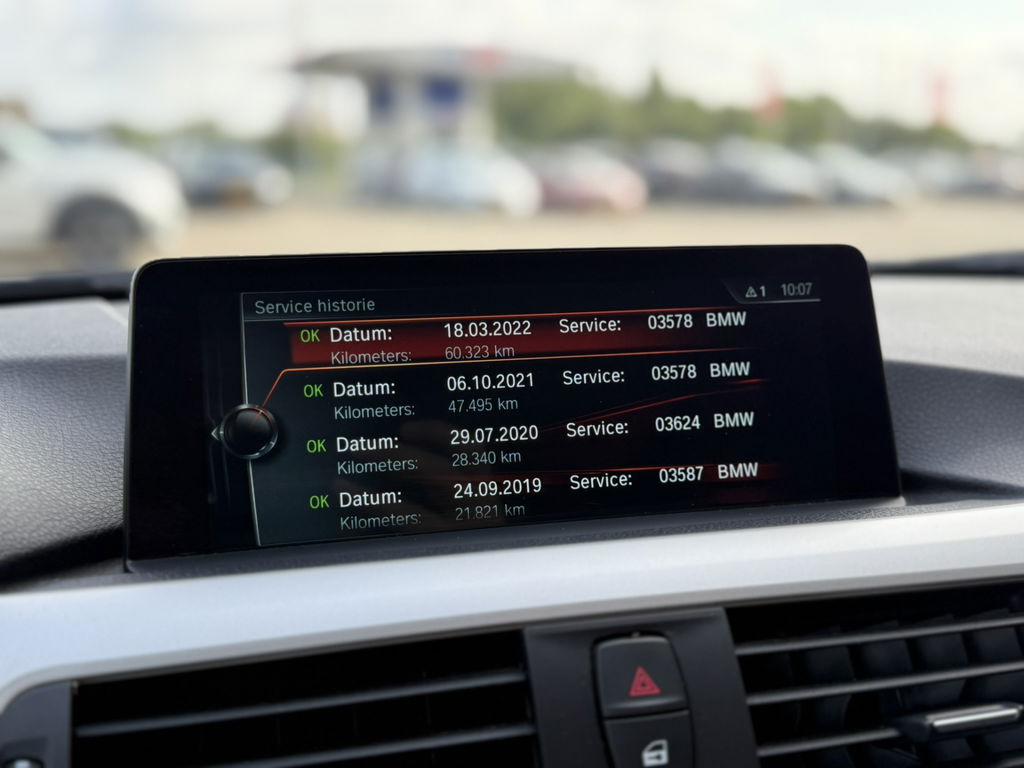 Service historie ⚠1 10:07
OK Datum: 18.03.2022 Service: 03578 BMW
Kilometers: 60.323 km
OK Datum: 06.10.2021 Service: 03578 BMW
Kilometers: 47.495 km
OK Datum: 29.07.2020 Service: 03624 BMW
Kilometers: 28.340 km
OK Datum: 24.09.2019 Service: 03587 BMW
Kilometers: 21.821 km